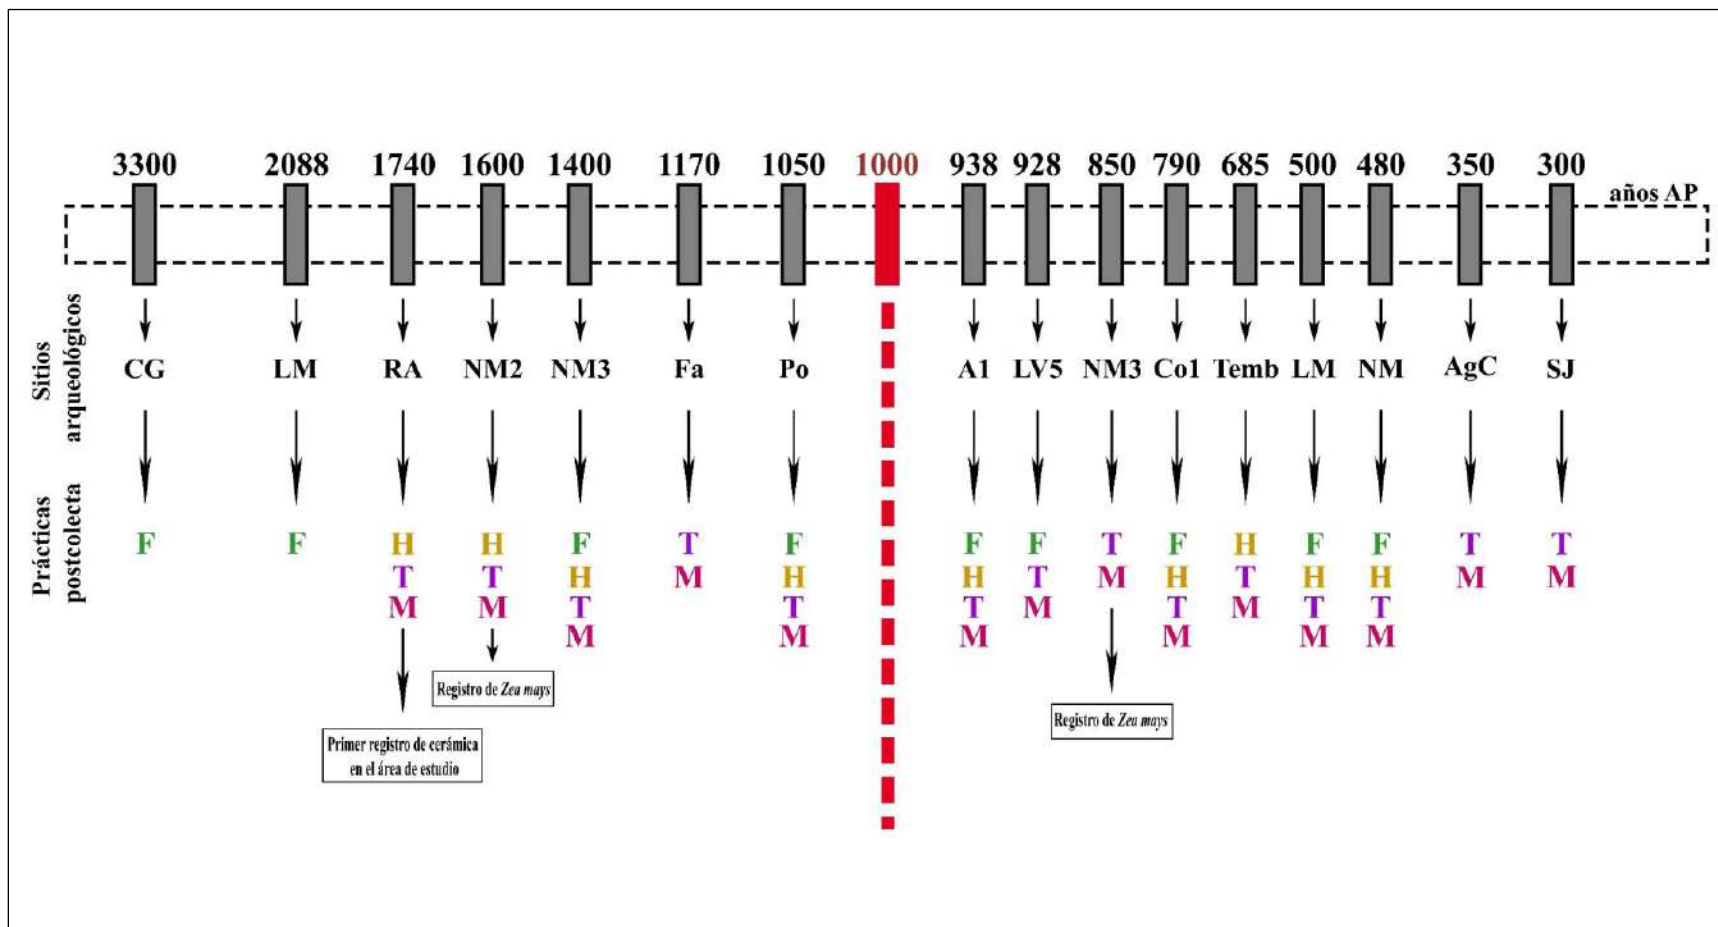 3300 2088 1740 1600 1400 1170 1050 1000 938 928 850 790 685 500 480 350 300
años AP
Sitios
arqueológicos
CG LM RA NM2 NM3 Fa Po A1 LV5 NM3 Co1 Temb LM NM AgC SJ
Prácticas
postcolecta
F F H H F T F F F T F H F F T T
T T H M H H T M H T H H M M
M M T T T M T M T T
M M M M M M
Registro de Zea mays
Registro de Zea mays
Primer registro de cerámica
en el área de estudio